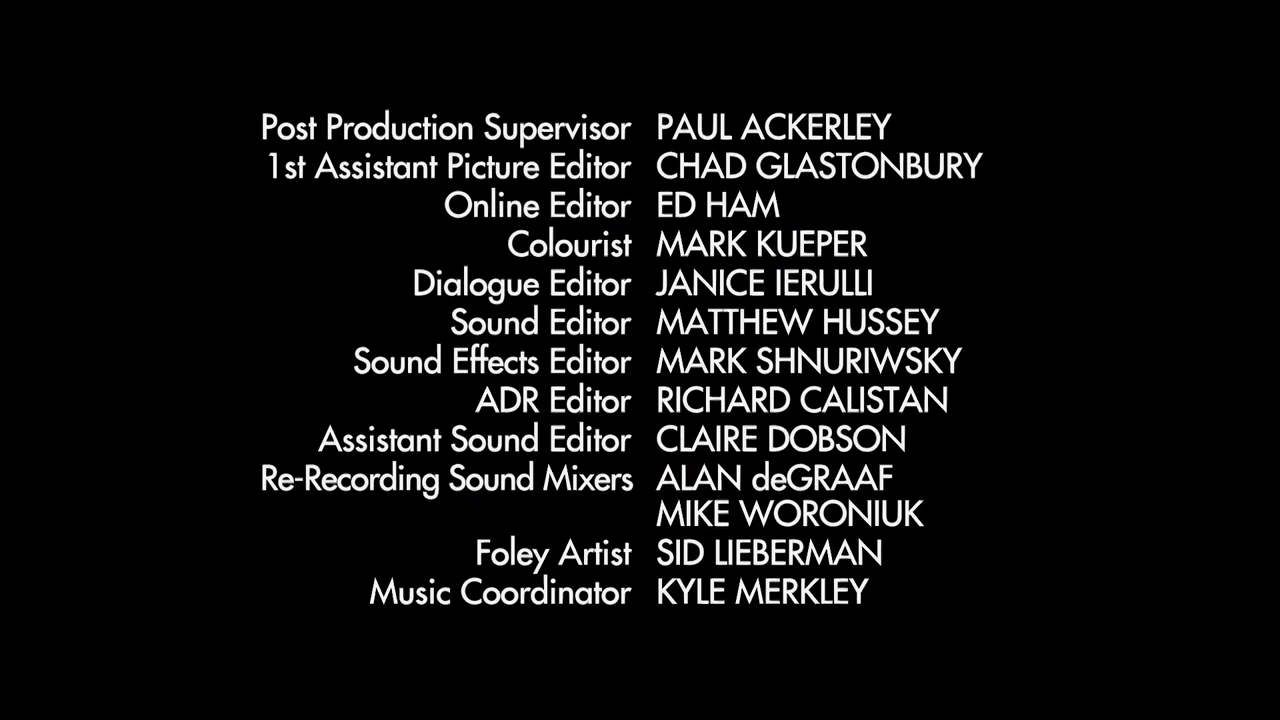 Post Production Supervisor PAUL ACKERLEY
1st Assistant Picture Editor CHAD GLASTONBURY
Online Editor ED HAM
Colourist MARK KUEPER
Dialogue Editor JANICE IERULLI
Sound Editor MATTHEW HUSSEY
Sound Effects Editor MARK SHNURIWSKY
ADR Editor RICHARD CALISTAN
Assistant Sound Editor CLAIRE DOBSON
Re-Recording Sound Mixers ALAN deGRAAF
MIKE WORONIUK
Foley Artist SID LIEBERMAN
Music Coordinator KYLE MERKLEY